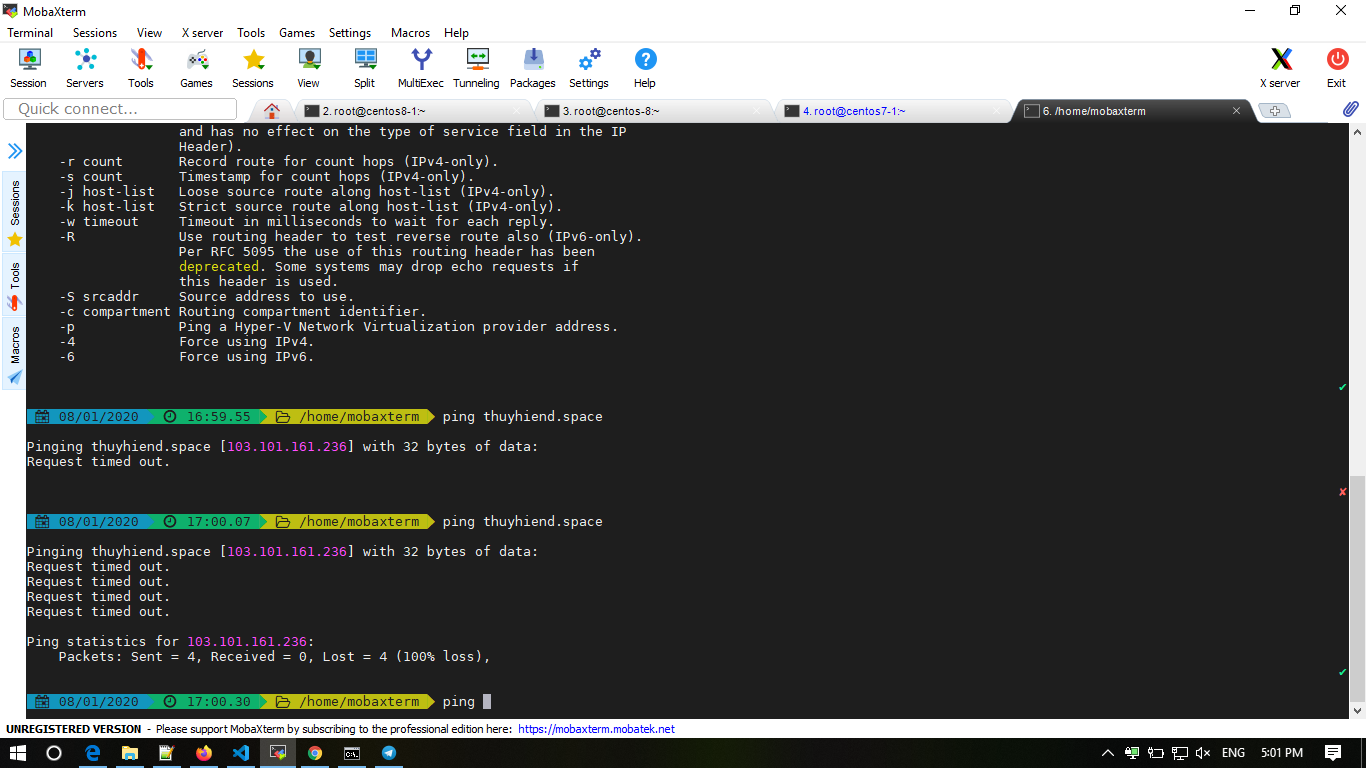 MobaXterm
Terminal Sessions View X server Tools Games Settings Macros Help
Session Servers Tools Games Sessions View Split MultiExec Tunneling Packages Settings Help X server Exit
Quick connect... 2. root@centos8-1:~ 3. root@centos-8:~ 4. root@centos7-1:~ 6. /home/mobaxterm
Sessions
Tools
Macros
and has no effect on the type of service field in the IP
Header).
-r count Record route for count hops (IPv4-only).
-s count Timestamp for count hops (IPv4-only).
-j host-list Loose source route along host-list (IPv4-only).
-k host-list Strict source route along host-list (IPv4-only).
-w timeout Timeout in milliseconds to wait for each reply.
-R Use routing header to test reverse route also (IPv6-only).
Per RFC 5095 the use of this routing header has been
deprecated. Some systems may drop echo requests if
this header is used.
-S srcaddr Source address to use.
-c compartment Routing compartment identifier.
-p Ping a Hyper-V Network Virtualization provider address.
-4 Force using IPv4.
-6 Force using IPv6.
08/01/2020 16:59.55 /home/mobaxterm ping thuyhiend.space
Pinging thuyhiend.space [103.101.161.236] with 32 bytes of data:
Request timed out.
08/01/2020 17:00.07 /home/mobaxterm ping thuyhiend.space
Pinging thuyhiend.space [103.101.161.236] with 32 bytes of data:
Request timed out.
Request timed out.
Request timed out.
Request timed out.
Ping statistics for 103.101.161.236:
Packets: Sent = 4, Received = 0, Lost = 4 (100% loss),
08/01/2020 17:00.30 /home/mobaxterm ping
UNREGISTERED VERSION - Please support MobaXterm by subscribing to the professional edition here: https://mobaxterm.mobatek.net
ENG 5:01 PM